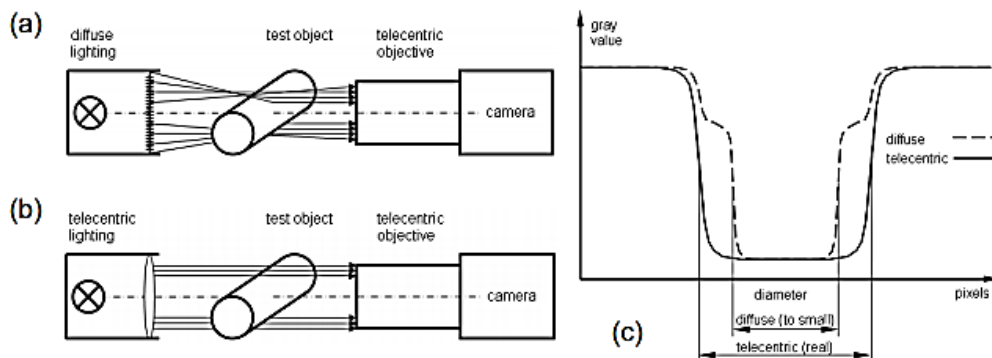 (a)
diffuse
lighting
test object
telecentric
objective
camera
(b)
telecentric
lighting
test object
telecentric
objective
camera
gray
value
diffuse
telecentric
diameter
pixels
diffuse (to small)
(c)
telecentric (real)